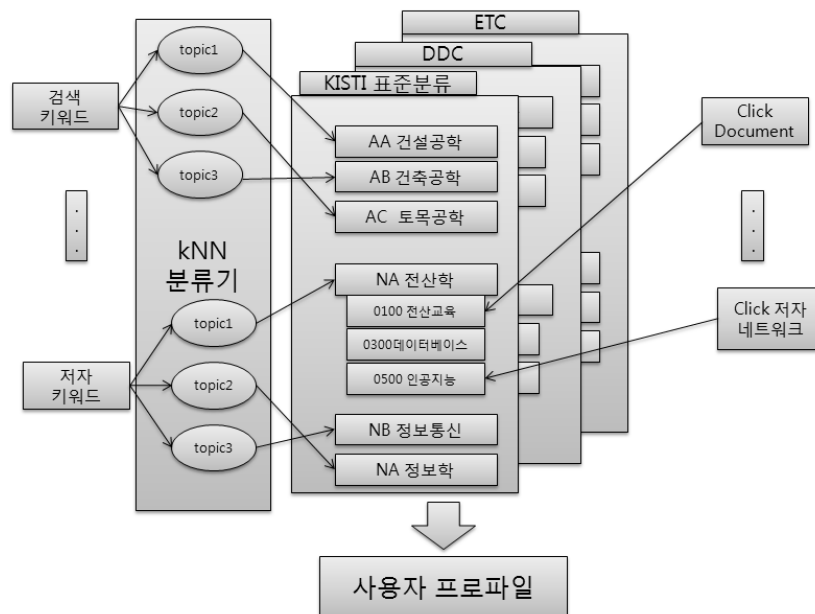 ETC
DDC
KISTI 표준분류
검색
키워드
.
.
.
저자
키워드
topic1
topic2
topic3
kNN
분류기
topic1
topic2
topic3
AA 건설공학
AB 건축공학
AC 토목공학
NA 전산학
0100 전산교육
0300데이터베이스
0500 인공지능
NB 정보통신
NA 정보학
Click
Document
.
.
.
Click 저자
네트워크
사용자 프로파일